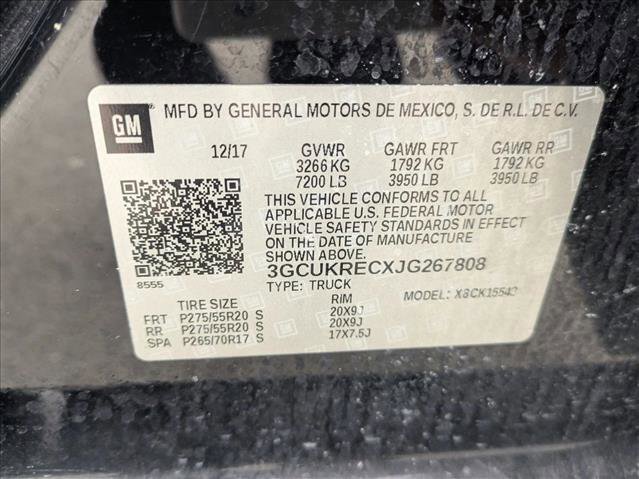 GM MFD BY GENERAL MOTORS DE MEXICO, S. DE R.L. DE C.V.
12/17 GVWR GAWR FRT GAWR RR
3266 KG 1792 KG 1792 KG
7200 LB 3950 LB 3950 LB
THIS VEHICLE CONFORMS TO ALL
APPLICABLE U.S. FEDERAL MOTOR
VEHICLE SAFETY STANDARDS IN EFFECT
ON THE DATE OF MANUFACTURE SHOWN ABOVE.
3GCUKRECXJG267808
8555 TYPE: TRUCK MODEL:
TIRE SIZE RIM
FRT P275/55R20 S 20X9J
RR P275/55R20 S 20X9J
SPA P265/70R17 S 17X7.5J